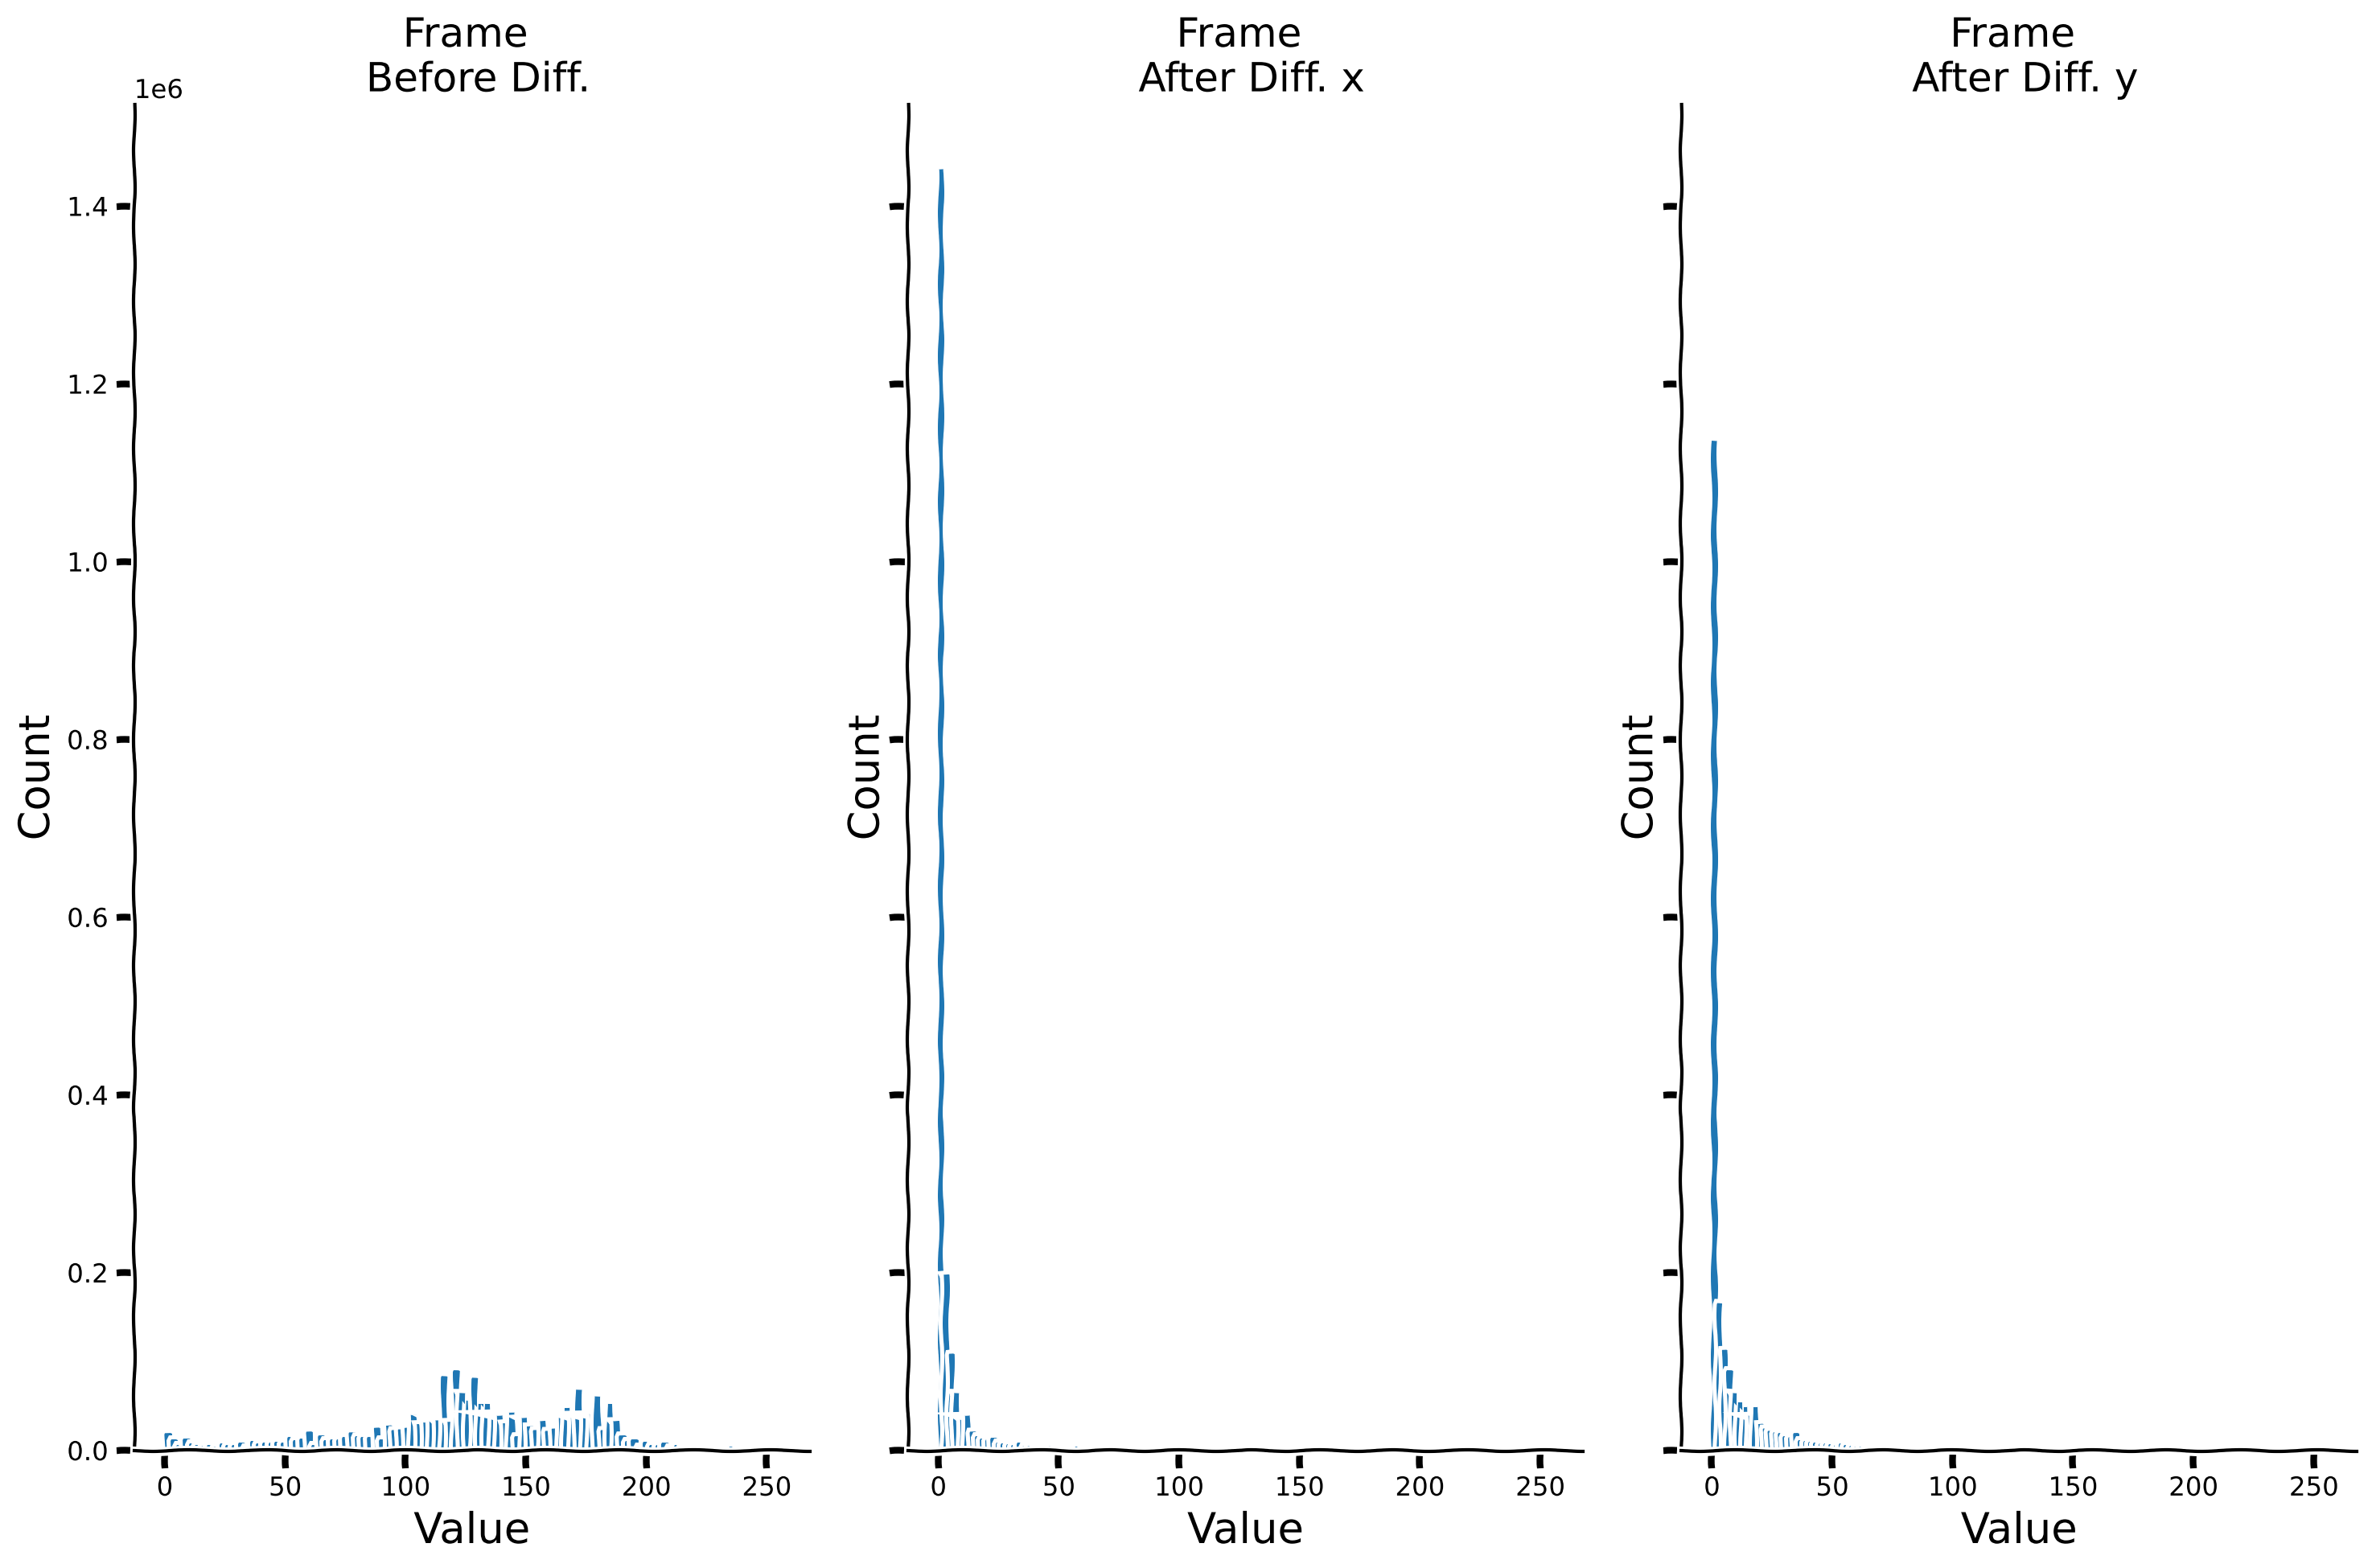 Frame
Before Diff.
Frame
After Diff. x
Frame
After Diff. y
1e6
1.4
1.2
1.0
0.8
0.6
0.4
0.2
0.0
Count
Count
Count
0 50 100 150 200 250
0 50 100 150 200 250
0 50 100 150 200 250
Value
Value
Value